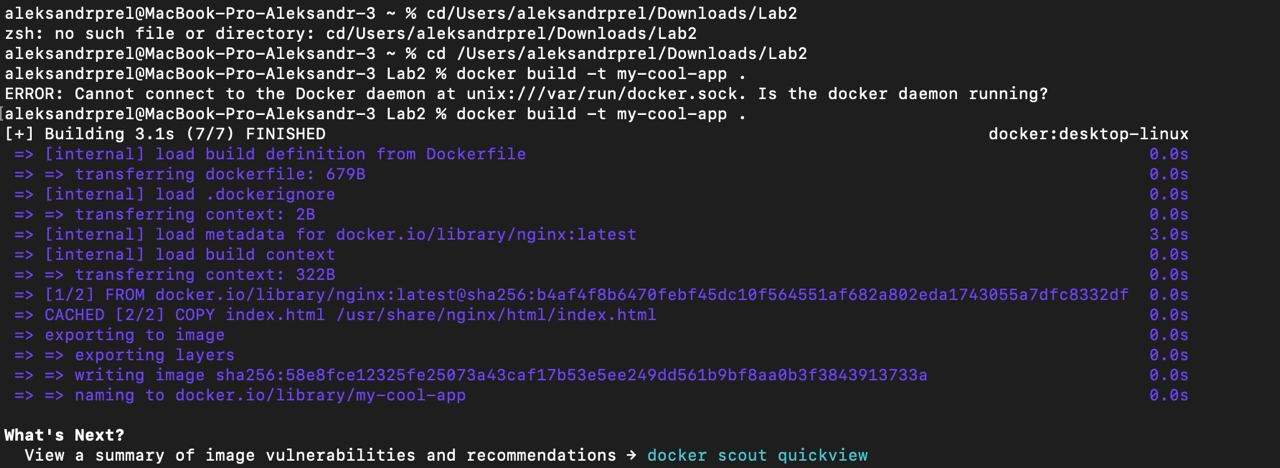 aleksandrprel@MacBook-Pro-Aleksandr-3 ~ % cd/Users/aleksandrprel/Downloads/Lab2
zsh: no such file or directory: cd/Users/aleksandrprel/Downloads/Lab2
aleksandrprel@MacBook-Pro-Aleksandr-3 ~ % cd /Users/aleksandrprel/Downloads/Lab2
aleksandrprel@MacBook-Pro-Aleksandr-3 Lab2 % docker build -t my-cool-app .
ERROR: Cannot connect to the Docker daemon at unix:///var/run/docker.sock. Is the docker daemon running?
[aleksandrprel@MacBook-Pro-Aleksandr-3 Lab2 % docker build -t my-cool-app .
[+] Building 3.1s (7/7) FINISHED docker:desktop-linux
=> [internal] load build definition from Dockerfile 0.0s
=> => transferring dockerfile: 679B 0.0s
=> [internal] load .dockerignore 0.0s
=> => transferring context: 2B 0.0s
=> [internal] load metadata for docker.io/library/nginx:latest 3.0s
=> [internal] load build context 0.0s
=> => transferring context: 322B 0.0s
=> [1/2] FROM docker.io/library/nginx:latest@sha256:b4af4f8b6470febf45dc10f564551af682a802eda1743055a7dfc8332df 0.0s
=> CACHED [2/2] COPY index.html /usr/share/nginx/html/index.html 0.0s
=> exporting to image 0.0s
=> => exporting layers 0.0s
=> => writing image sha256:58e8fce12325fe25073a43caf17b53e5ee249dd561b9bf8aa0b3f3843913733a 0.0s
=> => naming to docker.io/library/my-cool-app 0.0s
What's Next?
View a summary of image vulnerabilities and recommendations → docker scout quickview